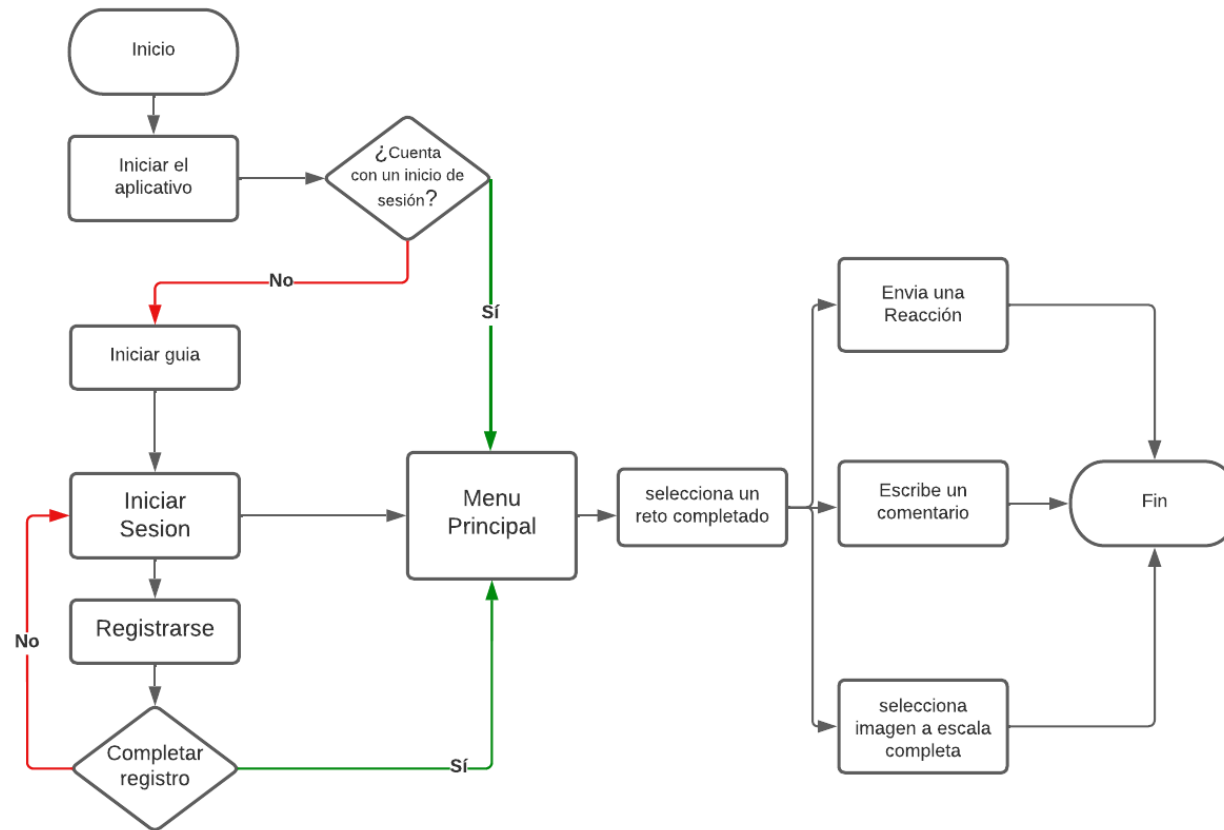 Inicio
Iniciar el
aplicativo
¿Cuenta
con un inicio de
sesión?
No
Sí
Iniciar guia
Iniciar
Sesion
Registrarse
No
Completar
registro
Sí
Menu
Principal
selecciona un
reto completado
Envia una
Reacción
Escribe un
comentario
selecciona
imagen a escala
completa
Fin